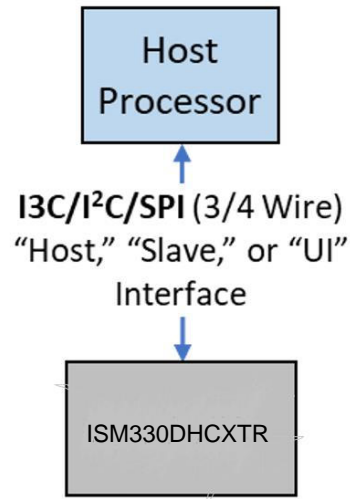 Host
Processor
I3C/I²C/SPI (3/4 Wire)
“Host,” “Slave,” or “UI”
Interface
ISM330DHCXTR